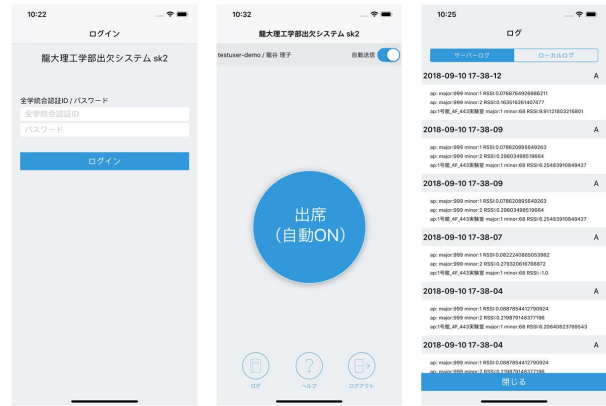 10:22
ログイン
龍大理工学部出欠システム sk2
全学統合認証ID / パスワード
全学統合認証ID
パスワード
ログイン
10:32
龍大理工学部出欠システム sk2
testuser-demo / 龍谷 理子
自動送信
出席
(自動ON)
ログ
ヘルプ
ログアウト
10:25
ログ
サーバーログ
ローカルログ
2018-09-10 17-38-12 A
ap: major:999 minor:1 RSSI:0.0768764926986211
ap: major:999 minor:2 RSSI:0.163516261407477
ap:1号館_4F_443実験室 major:1 minor:68 RSSI:9.91121803216801
2018-09-10 17-38-09 A
ap: major:999 minor:1 RSSI:0.078620895649263
ap: major:999 minor:2 RSSI:0.29803498519664
ap:1号館_4F_443実験室 major:1 minor:68 RSSI:6.25483910849427
2018-09-10 17-38-09 A
ap: major:999 minor:1 RSSI:0.078620895649263
ap: major:999 minor:2 RSSI:0.29803498519664
ap:1号館_4F_443実験室 major:1 minor:68 RSSI:6.25483910849427
2018-09-10 17-38-07 A
ap: major:999 minor:1 RSSI:0.0822240865053962
ap: major:999 minor:2 RSSI:0.279320616766872
ap:1号館_4F_443実験室 major:1 minor:68 RSSI:-1.0
2018-09-10 17-38-04 A
ap: major:999 minor:1 RSSI:0.0887854412790924
ap: major:999 minor:2 RSSI:0.219879148377196
ap:1号館_4F_443実験室 major:1 minor:68 RSSI:6.20640623769543
2018-09-10 17-38-04 A
ap: major:999 minor:1 RSSI:0.0887854412790924
ap: major:999 minor:2 RSSI:0.219879148377196
閉じる